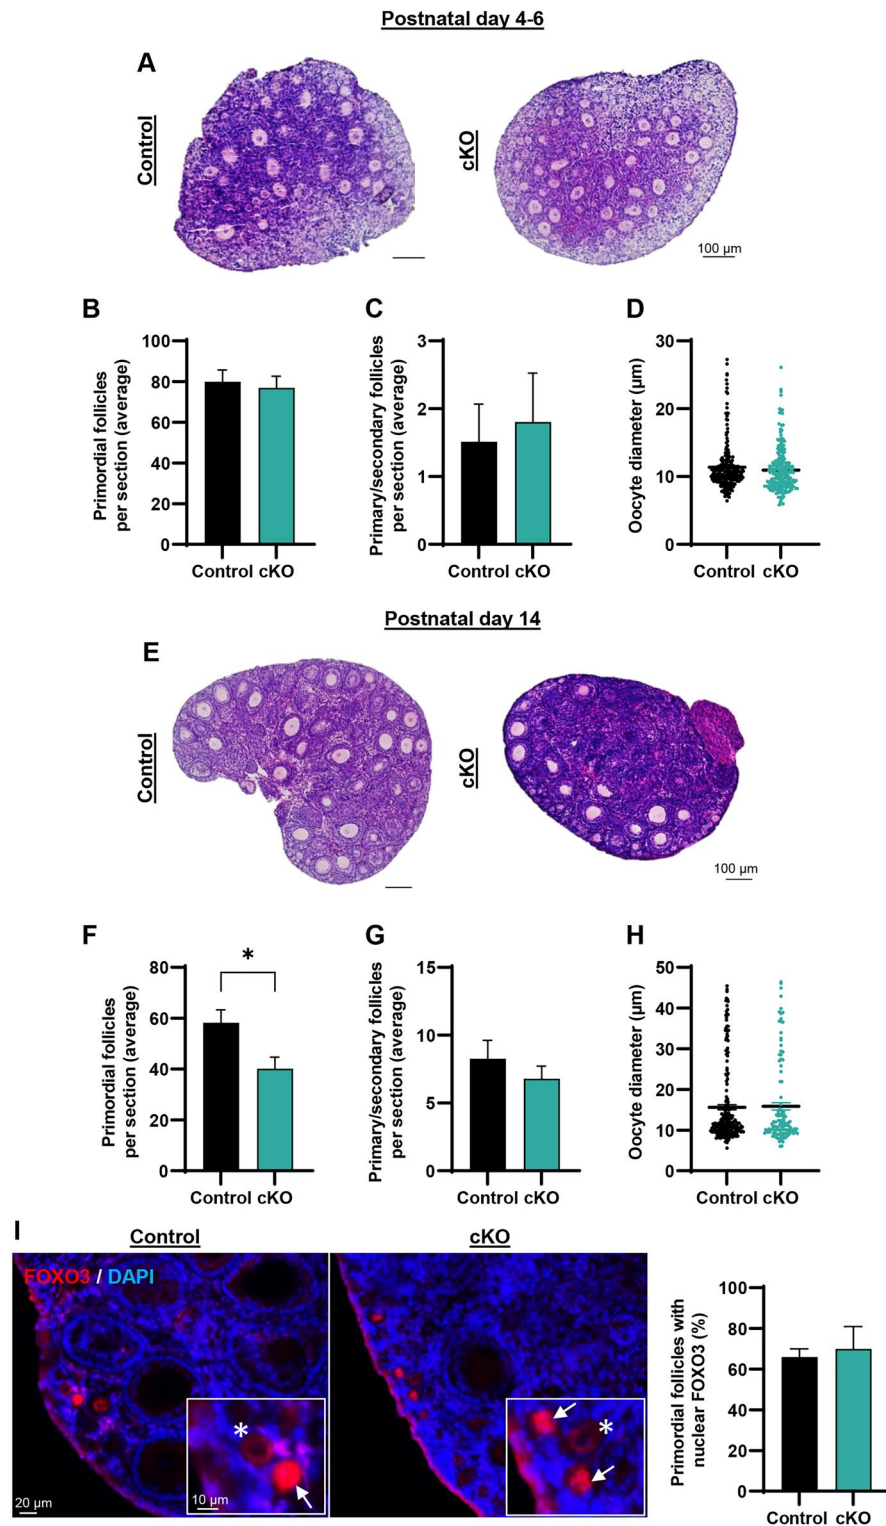 Postnatal day 4-6
A
Control
cKO
100 µm
B
C
D
Primordial follicles
per section (average)
100
80
60
40
20
0
Control cKO
Primary/secondary follicles
per section (average)
3
2
1
0
Control cKO
Oocyte diameter (µm)
30
20
10
0
Control cKO
Postnatal day 14
E
Control
cKO
100 µm
F
G
H
Primordial follicles
per section (average)
80
60
40
20
0
*
Control cKO
Primary/secondary follicles
per section (average)
15
10
5
0
Control cKO
Oocyte diameter (µm)
50
40
30
20
10
0
Control cKO
I
Control
cKO
FOXO3 / DAPI
*
*
20 µm
10 µm
Primordial follicles with
nuclear FOXO3 (%)
100
80
60
40
20
0
Control cKO